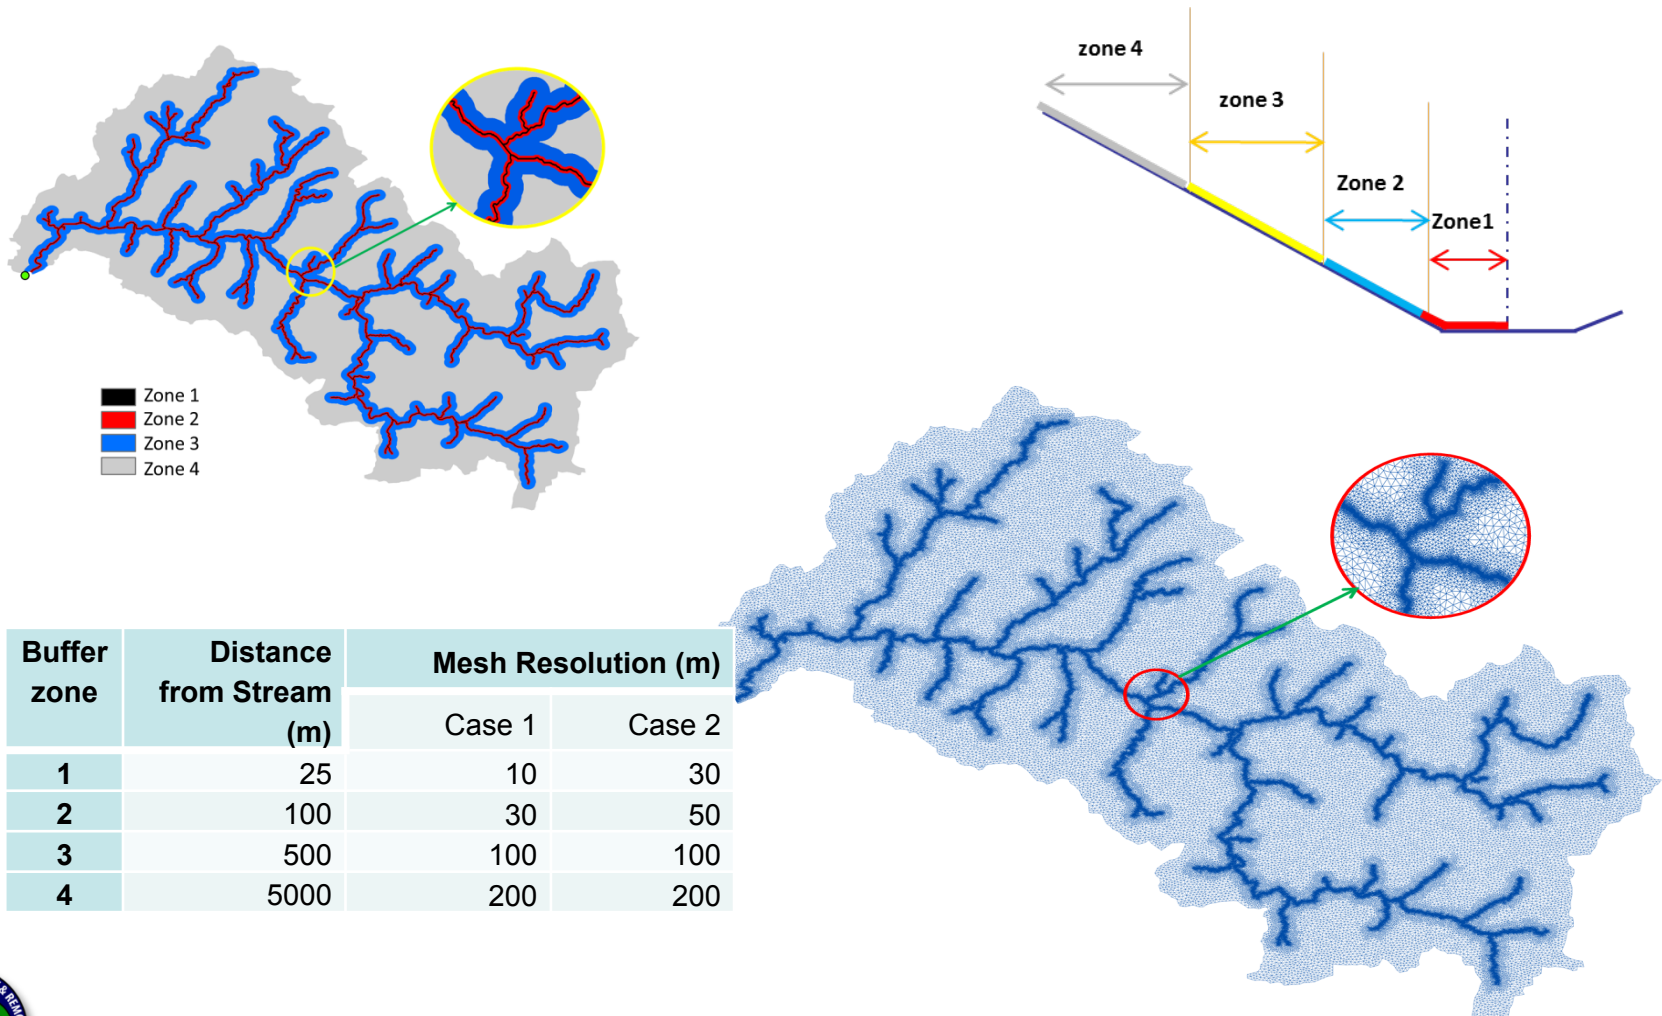 zone 4
zone 3
Zone 2
Zone1
Zone 1
Zone 2
Zone 3
Zone 4
Buffer zone
Distance from Stream (m)
Mesh Resolution (m)
Case 1 Case 2
1 25 10 30
2 100 30 50
3 500 100 100
4 5000 200 200